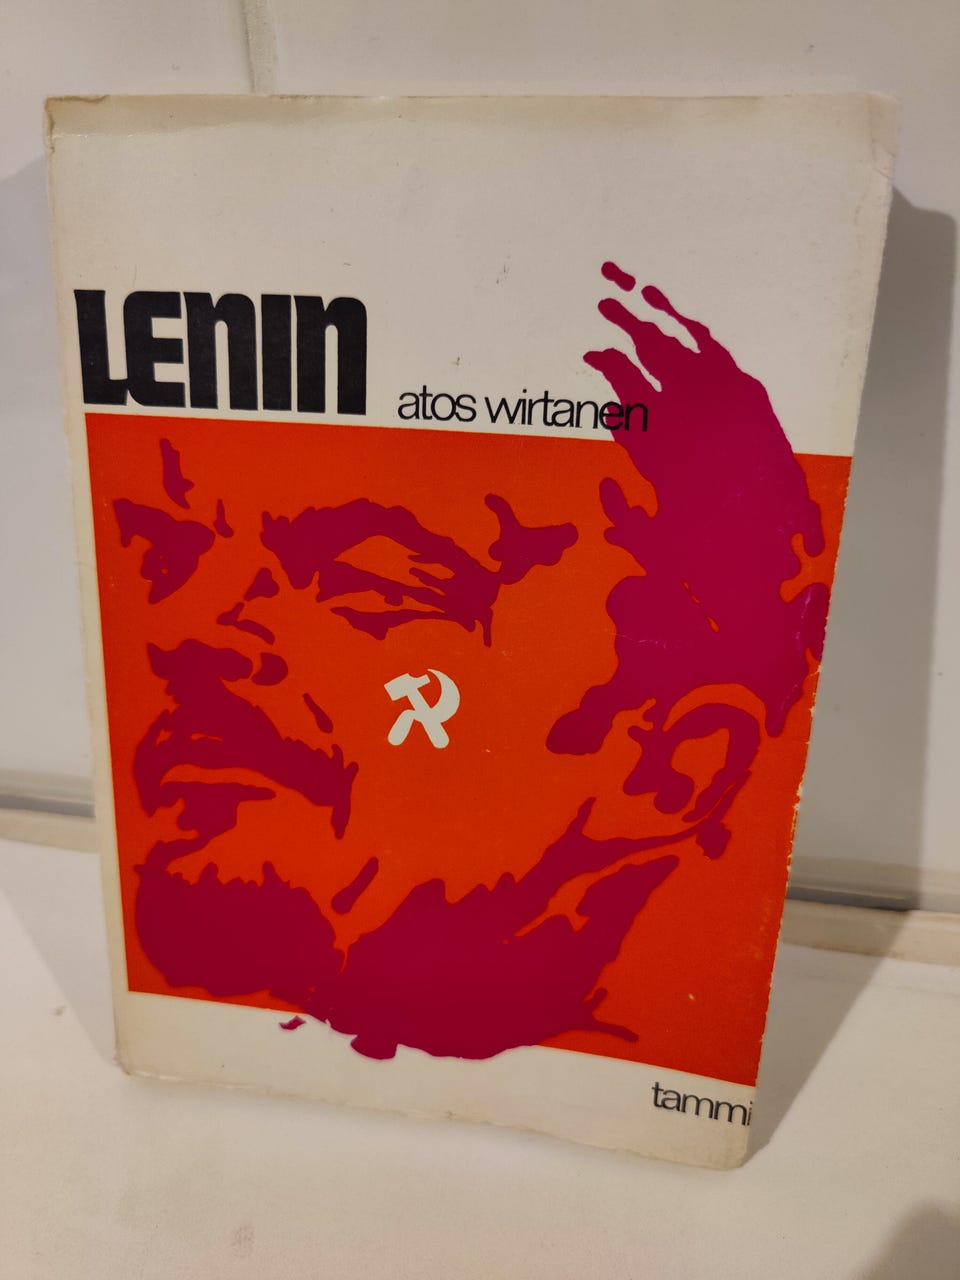 LENIN
atos wirtanen
tammi